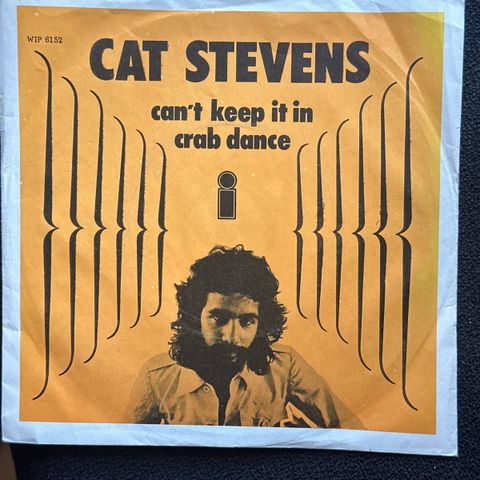 WIP 6152
CAT STEVENS
can't keep it in
crab dance
i